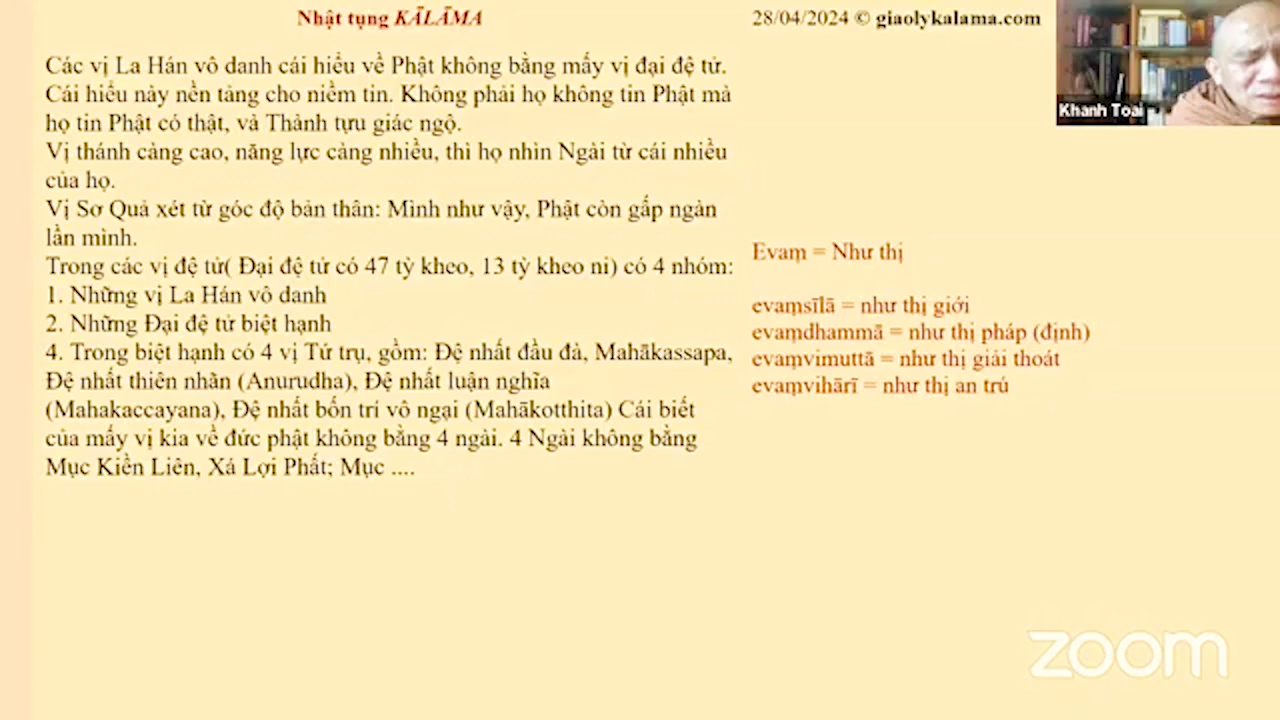 Nhật tụng KĀLĀMA
28/04/2024 © giaolykalama.com
Các vị La Hán vô danh cái hiểu về Phật không bằng mấy vị đại đệ tử.
Cái hiểu này nền tảng cho niềm tin. Không phải họ không tin Phật mà
họ tin Phật có thật, và Thành tựu giác ngộ.
Vị thánh càng cao, năng lực càng nhiều, thì họ nhìn Ngài từ cái nhiều
của họ.
Vị Sơ Quả xét từ góc độ bản thân: Mình như vậy, Phật còn gấp ngàn
lần mình.
Trong các vị đệ tử( Đại đệ tử có 47 tỳ kheo, 13 tỳ kheo ni) có 4 nhóm:
1. Những vị La Hán vô danh
2. Những Đại đệ tử biệt hạnh
4. Trong biệt hạnh có 4 vị Tứ trụ, gồm: Đệ nhất đầu đà, Mahākassapa,
Đệ nhất thiên nhãn (Anurudha), Đệ nhất luận nghĩa
(Mahakaccayana), Đệ nhất bốn trí vô ngại (Mahākotthita) Cái biết
của mấy vị kia về đức phật không bằng 4 ngài. 4 Ngài không bằng
Mục Kiền Liên, Xá Lợi Phất; Mục ....
Evaṃ = Như thị
evaṃsīlā = như thị giới
evaṃdhammā = như thị pháp (định)
evaṃvimuttā = như thị giải thoát
evaṃvihārī = như thị an trú
Khanh Toai
zoom